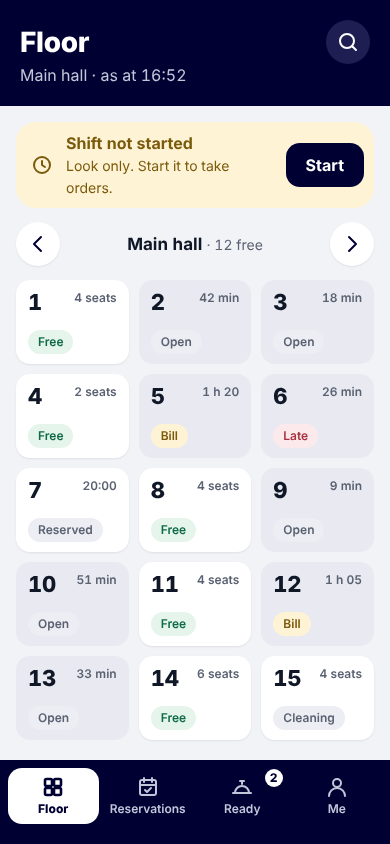 Floor
Main hall · as at 16:52
Shift not started
Look only. Start it to take
orders.
Start
Main hall · 12 free
1 4 seats
Free
2 42 min
Open
3 18 min
Open
4 2 seats
Free
5 1 h 20
Bill
6 26 min
Late
7 20:00
Reserved
8 4 seats
Free
9 9 min
Open
10 51 min
Open
11 4 seats
Free
12 1 h 05
Bill
13 33 min
Open
14 6 seats
Free
15 4 seats
Cleaning
2
Floor
Reservations
Ready
Me